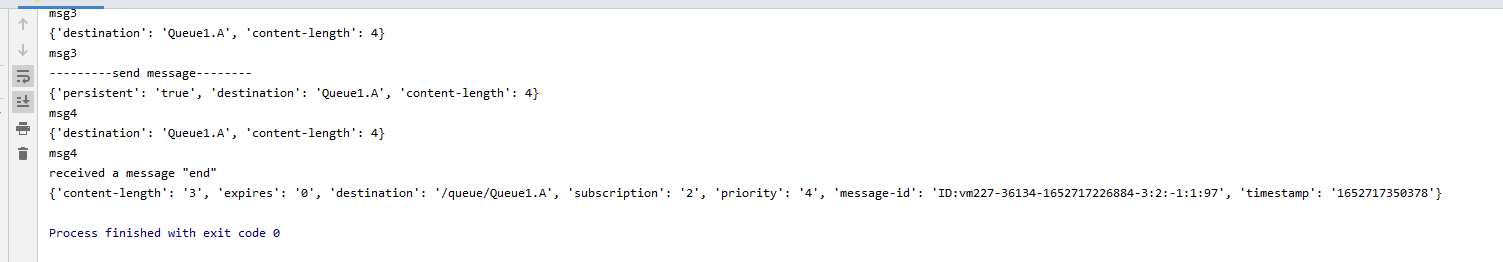 msg3
{'destination': 'Queue1.A', 'content-length': 4}
msg3
---------send message--------
{'persistent': 'true', 'destination': 'Queue1.A', 'content-length': 4}
msg4
{'destination': 'Queue1.A', 'content-length': 4}
msg4
received a message "end"
{'content-length': '3', 'expires': '0', 'destination': '/queue/Queue1.A', 'subscription': '2', 'priority': '4', 'message-id': 'ID:vm227-36134-1652717226884-3:2:-1:1:97', 'timestamp': '1652717350378'}
Process finished with exit code 0